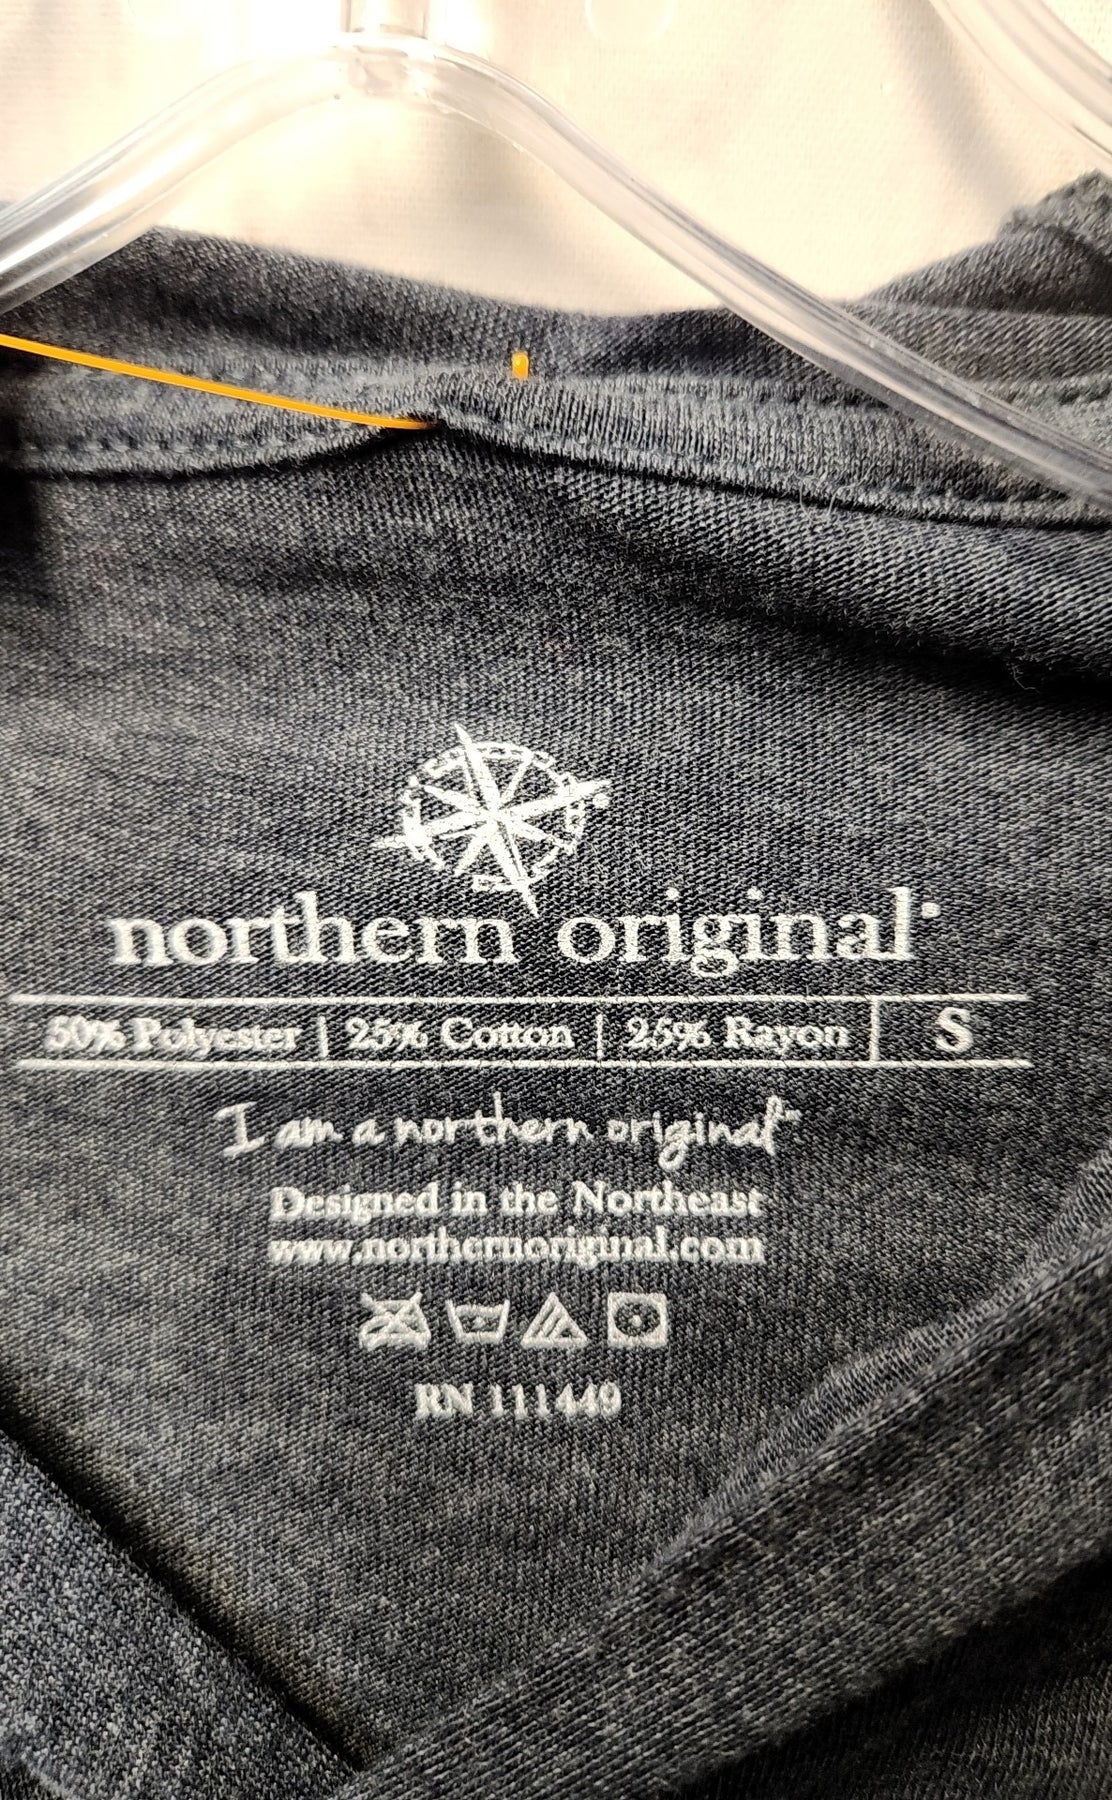 northern original
50% Polyester | 25% Cotton | 25% Rayon | S
I am a northern original™
Designed in the Northeast
www.northernoriginal.com
RN 111449